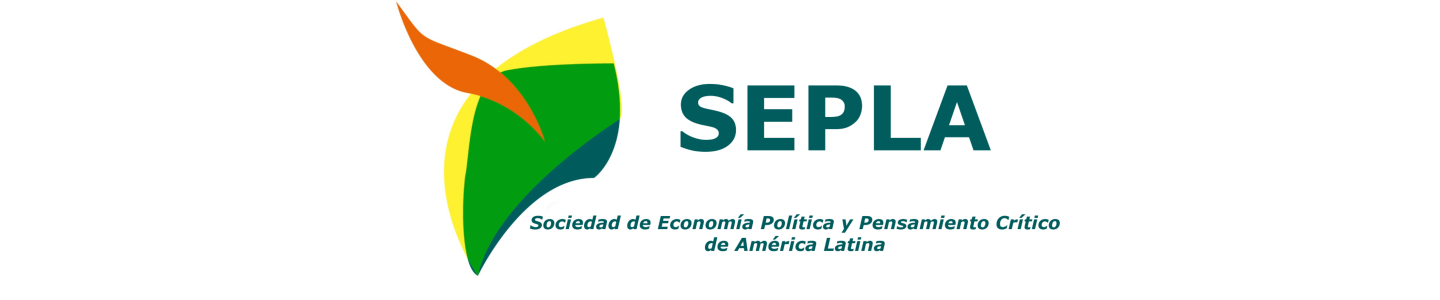 SEPLA
Sociedad de Economía Política y Pensamiento Crítico
de América Latina